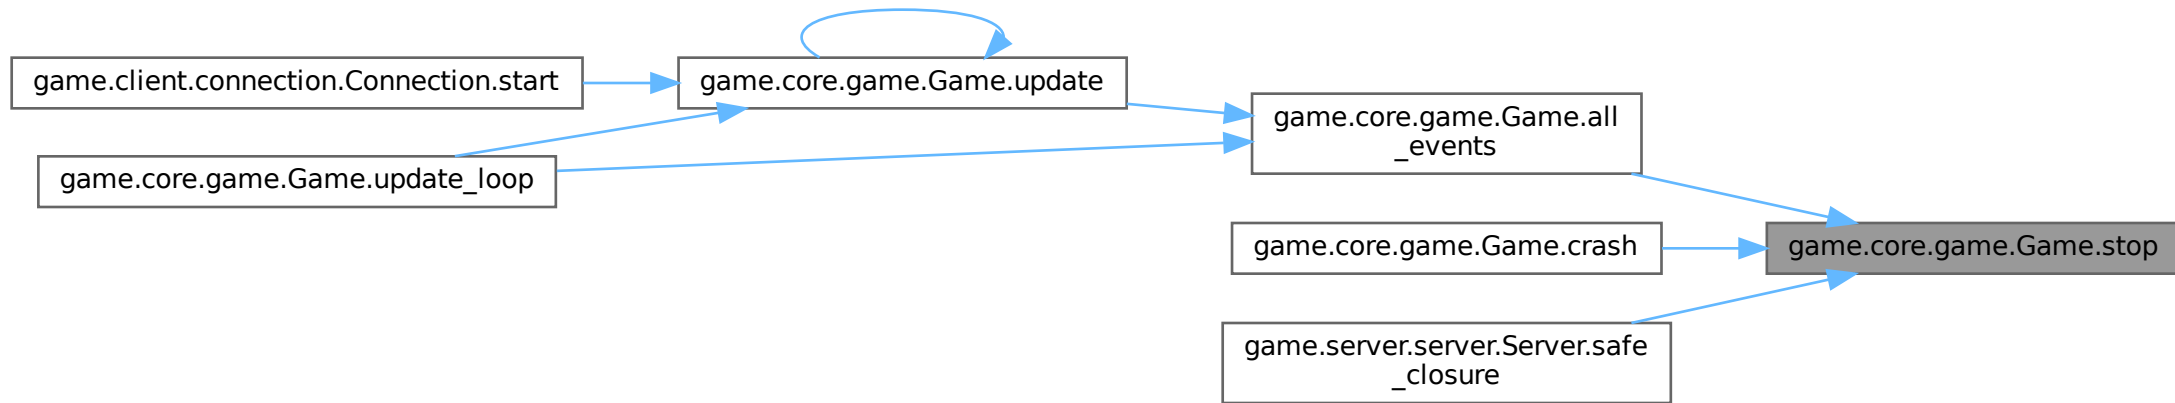 game.client.connection.Connection.start
game.core.game.Game.update
game.core.game.Game.update_loop
game.core.game.Game.all
_events
game.core.game.Game.crash
game.server.server.Server.safe
_closure
game.core.game.Game.stop